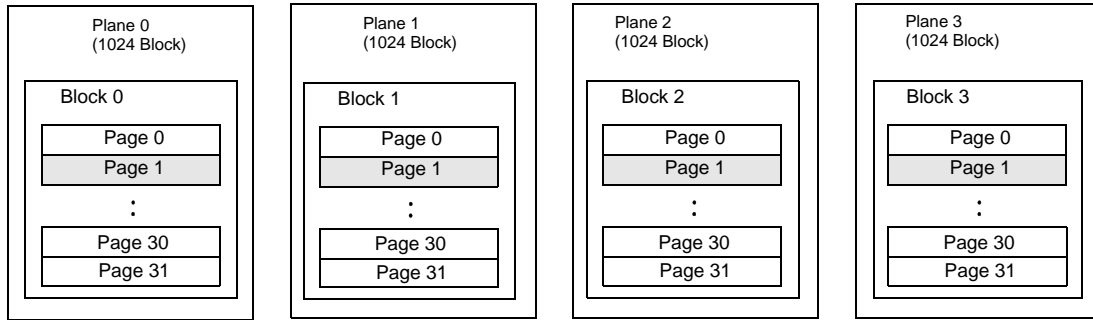 Plane 0
(1024 Block)
Block 0
Page 0
Page 1
:
Page 30
Page 31
Plane 1
(1024 Block)
Block 1
Page 0
Page 1
:
Page 30
Page 31
Plane 2
(1024 Block)
Block 2
Page 0
Page 1
:
Page 30
Page 31
Plane 3
(1024 Block)
Block 3
Page 0
Page 1
:
Page 30
Page 31